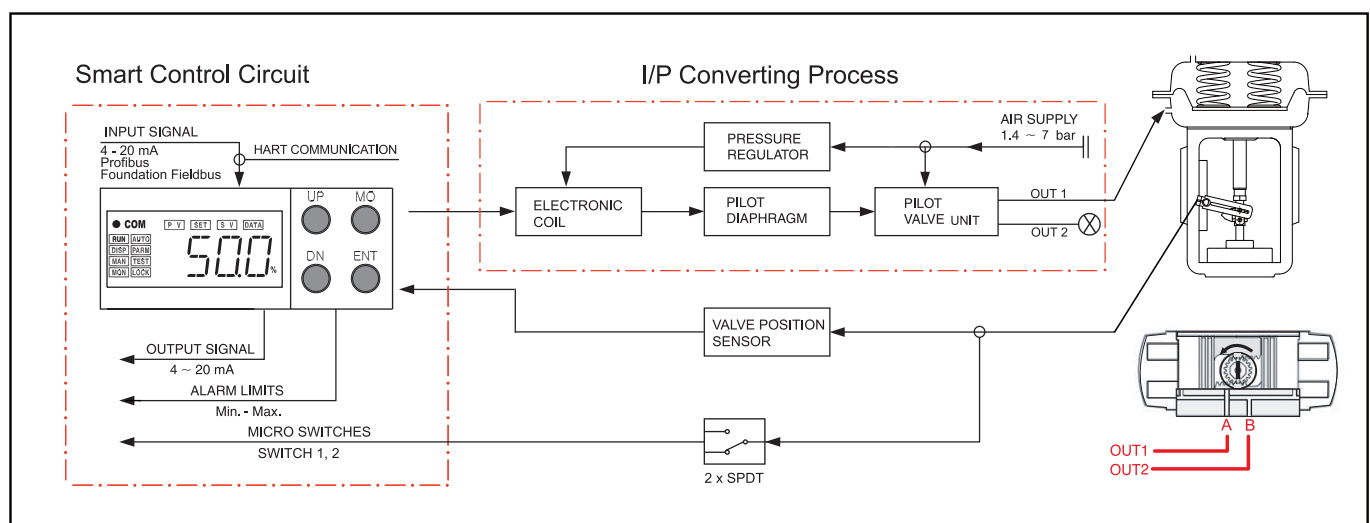 Smart Control Circuit
I/P Converting Process
INPUT SIGNAL
4 - 20 mA
Profibus
Foundation Fieldbus
HART COMMUNICATION
COM
P V SET S V DATA
RUN AUTO
DISP PARM
MAN TEST
MON LOCK
50.0
%
UP MO
DN ENT
OUTPUT SIGNAL
4 ~ 20 mA
ALARM LIMITS
Min. - Max.
MICRO SWITCHES
SWITCH 1, 2
PRESSURE
REGULATOR
AIR SUPPLY
1.4 ~ 7 bar
ELECTRONIC
COIL
PILOT
DIAPHRAGM
PILOT
VALVE UNIT
OUT 1
OUT 2
VALVE POSITION
SENSOR
2 x SPDT
A B
OUT1
OUT2